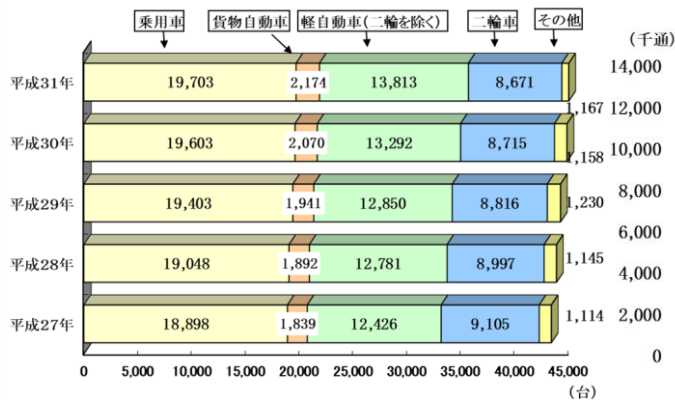 乗用車 貨物自動車 軽自動車(二輪を除く) 二輪車 その他
(千通)
平成31年 19,703 2,174 13,813 8,671 1,167
平成30年 19,603 2,070 13,292 8,715 1,158
平成29年 19,403 1,941 12,850 8,816 1,230
平成28年 19,048 1,892 12,781 8,997 1,145
平成27年 18,898 1,839 12,426 9,105 1,114
14,000
12,000
10,000
8,000
6,000
4,000
2,000
0
0 5,000 10,000 15,000 20,000 25,000 30,000 35,000 40,000 45,000
(台)